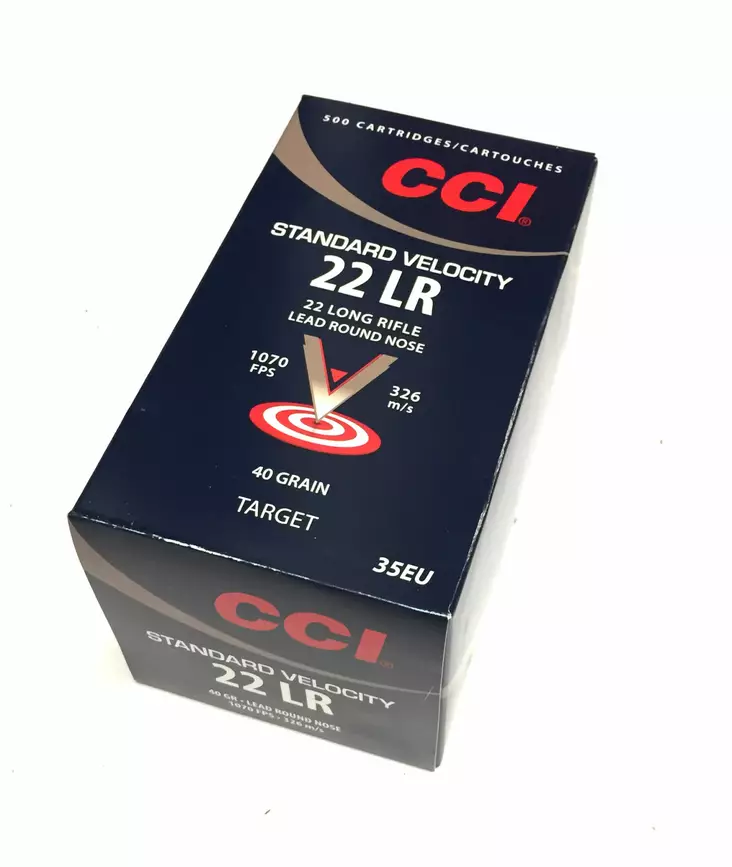 500 CARTRIDGES/CARTOUCHES
CCI®
STANDARD VELOCITY
22 LR
22 LONG RIFLE
LEAD ROUND NOSE
1070
FPS
326
m/s
40 GRAIN
TARGET
35EU
CCI®
STANDARD VELOCITY
22 LR
40 GR - LEAD ROUND NOSE
1070 FPS - 326 m/s